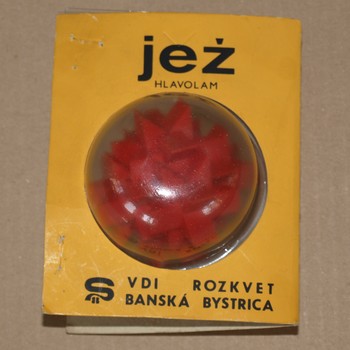 jež
HLAVOLAM
VDI ROZKVET
BANSKÁ BYSTRICA